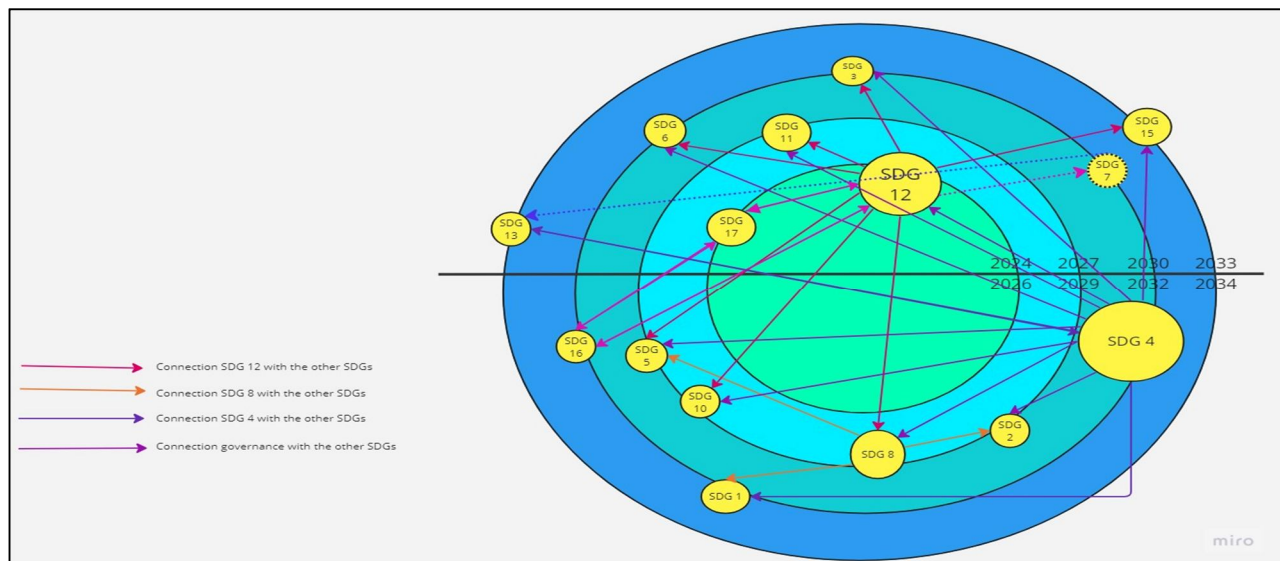 SDG
3
SDG
6
SDG
11
SDG
15
SDG
12
SDG
7
SDG
13
SDG
17
2024 2027 2030 2033
2026 2029 2032 2034
SDG
16
SDG
5
SDG 4
SDG
10
SDG
2
SDG 8
SDG 1
Connection SDG 12 with the other SDGs
Connection SDG 8 with the other SDGs
Connection SDG 4 with the other SDGs
Connection governance with the other SDGs
miro